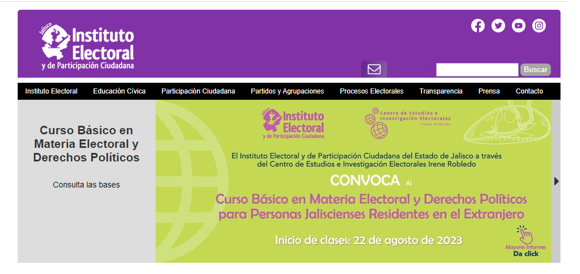 Jalisco
Instituto
Electoral
y de Participación Ciudadana
Buscar
Instituto Electoral Educación Cívica Participación Ciudadana Partidos y Agrupaciones Procesos Electorales Transparencia Prensa Contacto
Curso Básico en
Materia Electoral y
Derechos Políticos
Consulta las bases
Instituto
Electoral
y de Participación Ciudadana
Centro de Estudios e
Investigación Electorales
Irene Robledo
El Instituto Electoral y de Participación Ciudadana del Estado de Jalisco a través
del Centro de Estudios e Investigación Electorales Irene Robledo
CONVOCA Al
Curso Básico en Materia Electoral y Derechos Políticos
para Personas Jaliscienses Residentes en el Extranjero
Inicio de clases: 22 de agosto de 2023
Mayores informes
Da click